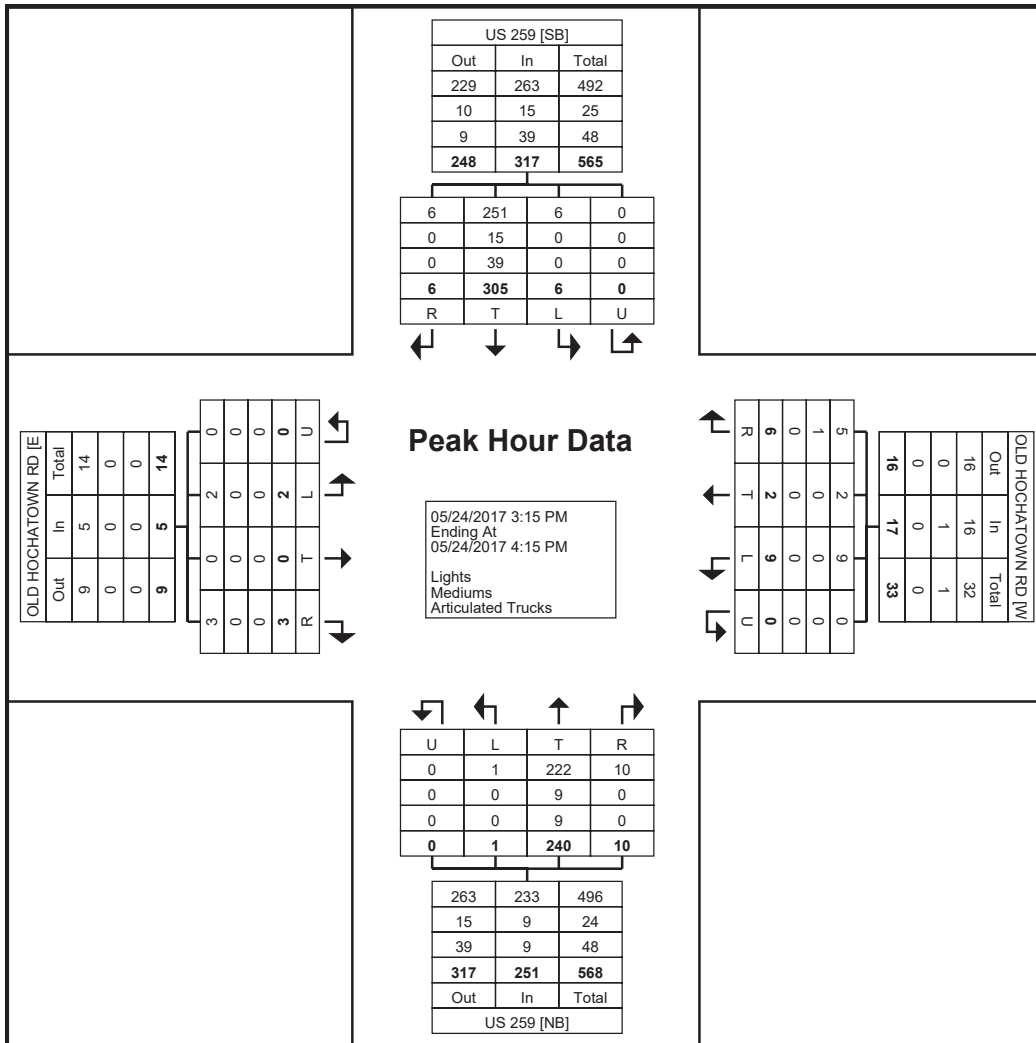 US 259 [SB]
Out In Total
229 263 492
10 15 25
9 39 48
248 317 565
6 251 6 0
0 15 0 0
0 39 0 0
6 305 6 0
R T L U
OLD HOCHATOWN RD [E
Total In Out
14 5 9
0 0 0
0 0 0
14 5 9
0 2 0 3
0 0 0 0
0 0 0 0
0 2 0 3
U L T R
Peak Hour Data
05/24/2017 3:15 PM
Ending At
05/24/2017 4:15 PM
Lights
Mediums
Articulated Trucks
R T L U
6 2 9 0
0 0 0 0
1 0 0 0
5 2 9 0
16 17 33
0 0 0
0 1 1
16 16 32
Out In Total
OLD HOCHATOWN RD [W
U L T R
0 1 222 10
0 0 9 0
0 0 9 0
0 1 240 10
263 233 496
15 9 24
39 9 48
317 251 568
Out In Total
US 259 [NB]